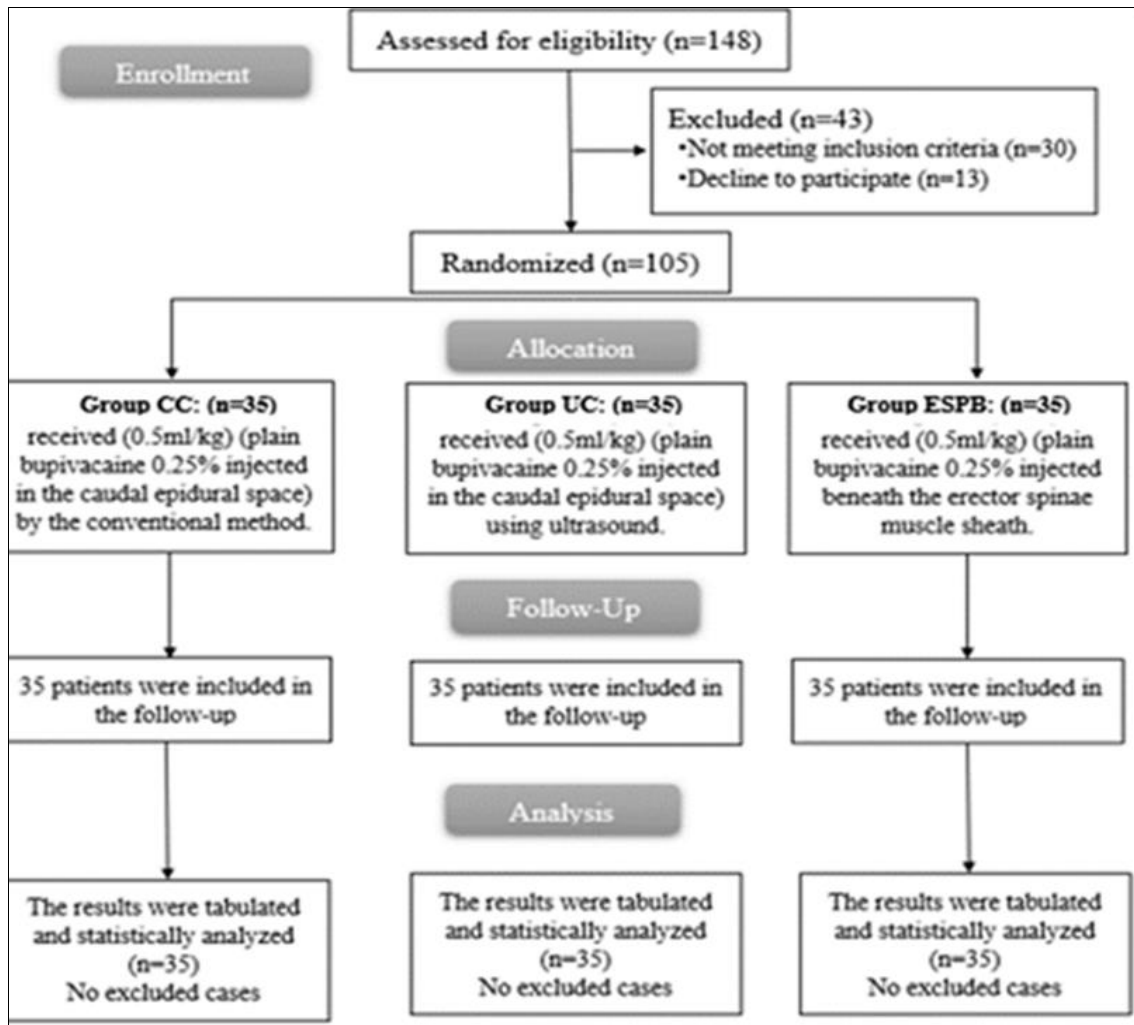 Assessed for eligibility (n=148)
Enrollment
Excluded (n=43)
•Not meeting inclusion criteria (n=30)
•Decline to participate (n=13)
Randomized (n=105)
Allocation
Group CC: (n=35)
received (0.5ml/kg) (plain
bupivacaine 0.25% injected
in the caudal epidural space)
by the conventional method.
Group UC: (n=35)
received (0.5ml/kg) (plain
bupivacaine 0.25% injected
in the caudal epidural space)
using ultrasound.
Group ESPB: (n=35)
received (0.5ml/kg) (plain
bupivacaine 0.25% injected
beneath the erector spinae
muscle sheath.
Follow-Up
35 patients were included in
the follow-up
35 patients were included in
the follow-up
35 patients were included in
the follow-up
Analysis
The results were tabulated
and statistically analyzed
(n=35)
No excluded cases
The results were tabulated
and statistically analyzed
(n=35)
No excluded cases
The results were tabulated
and statistically analyzed
(n=35)
No excluded cases